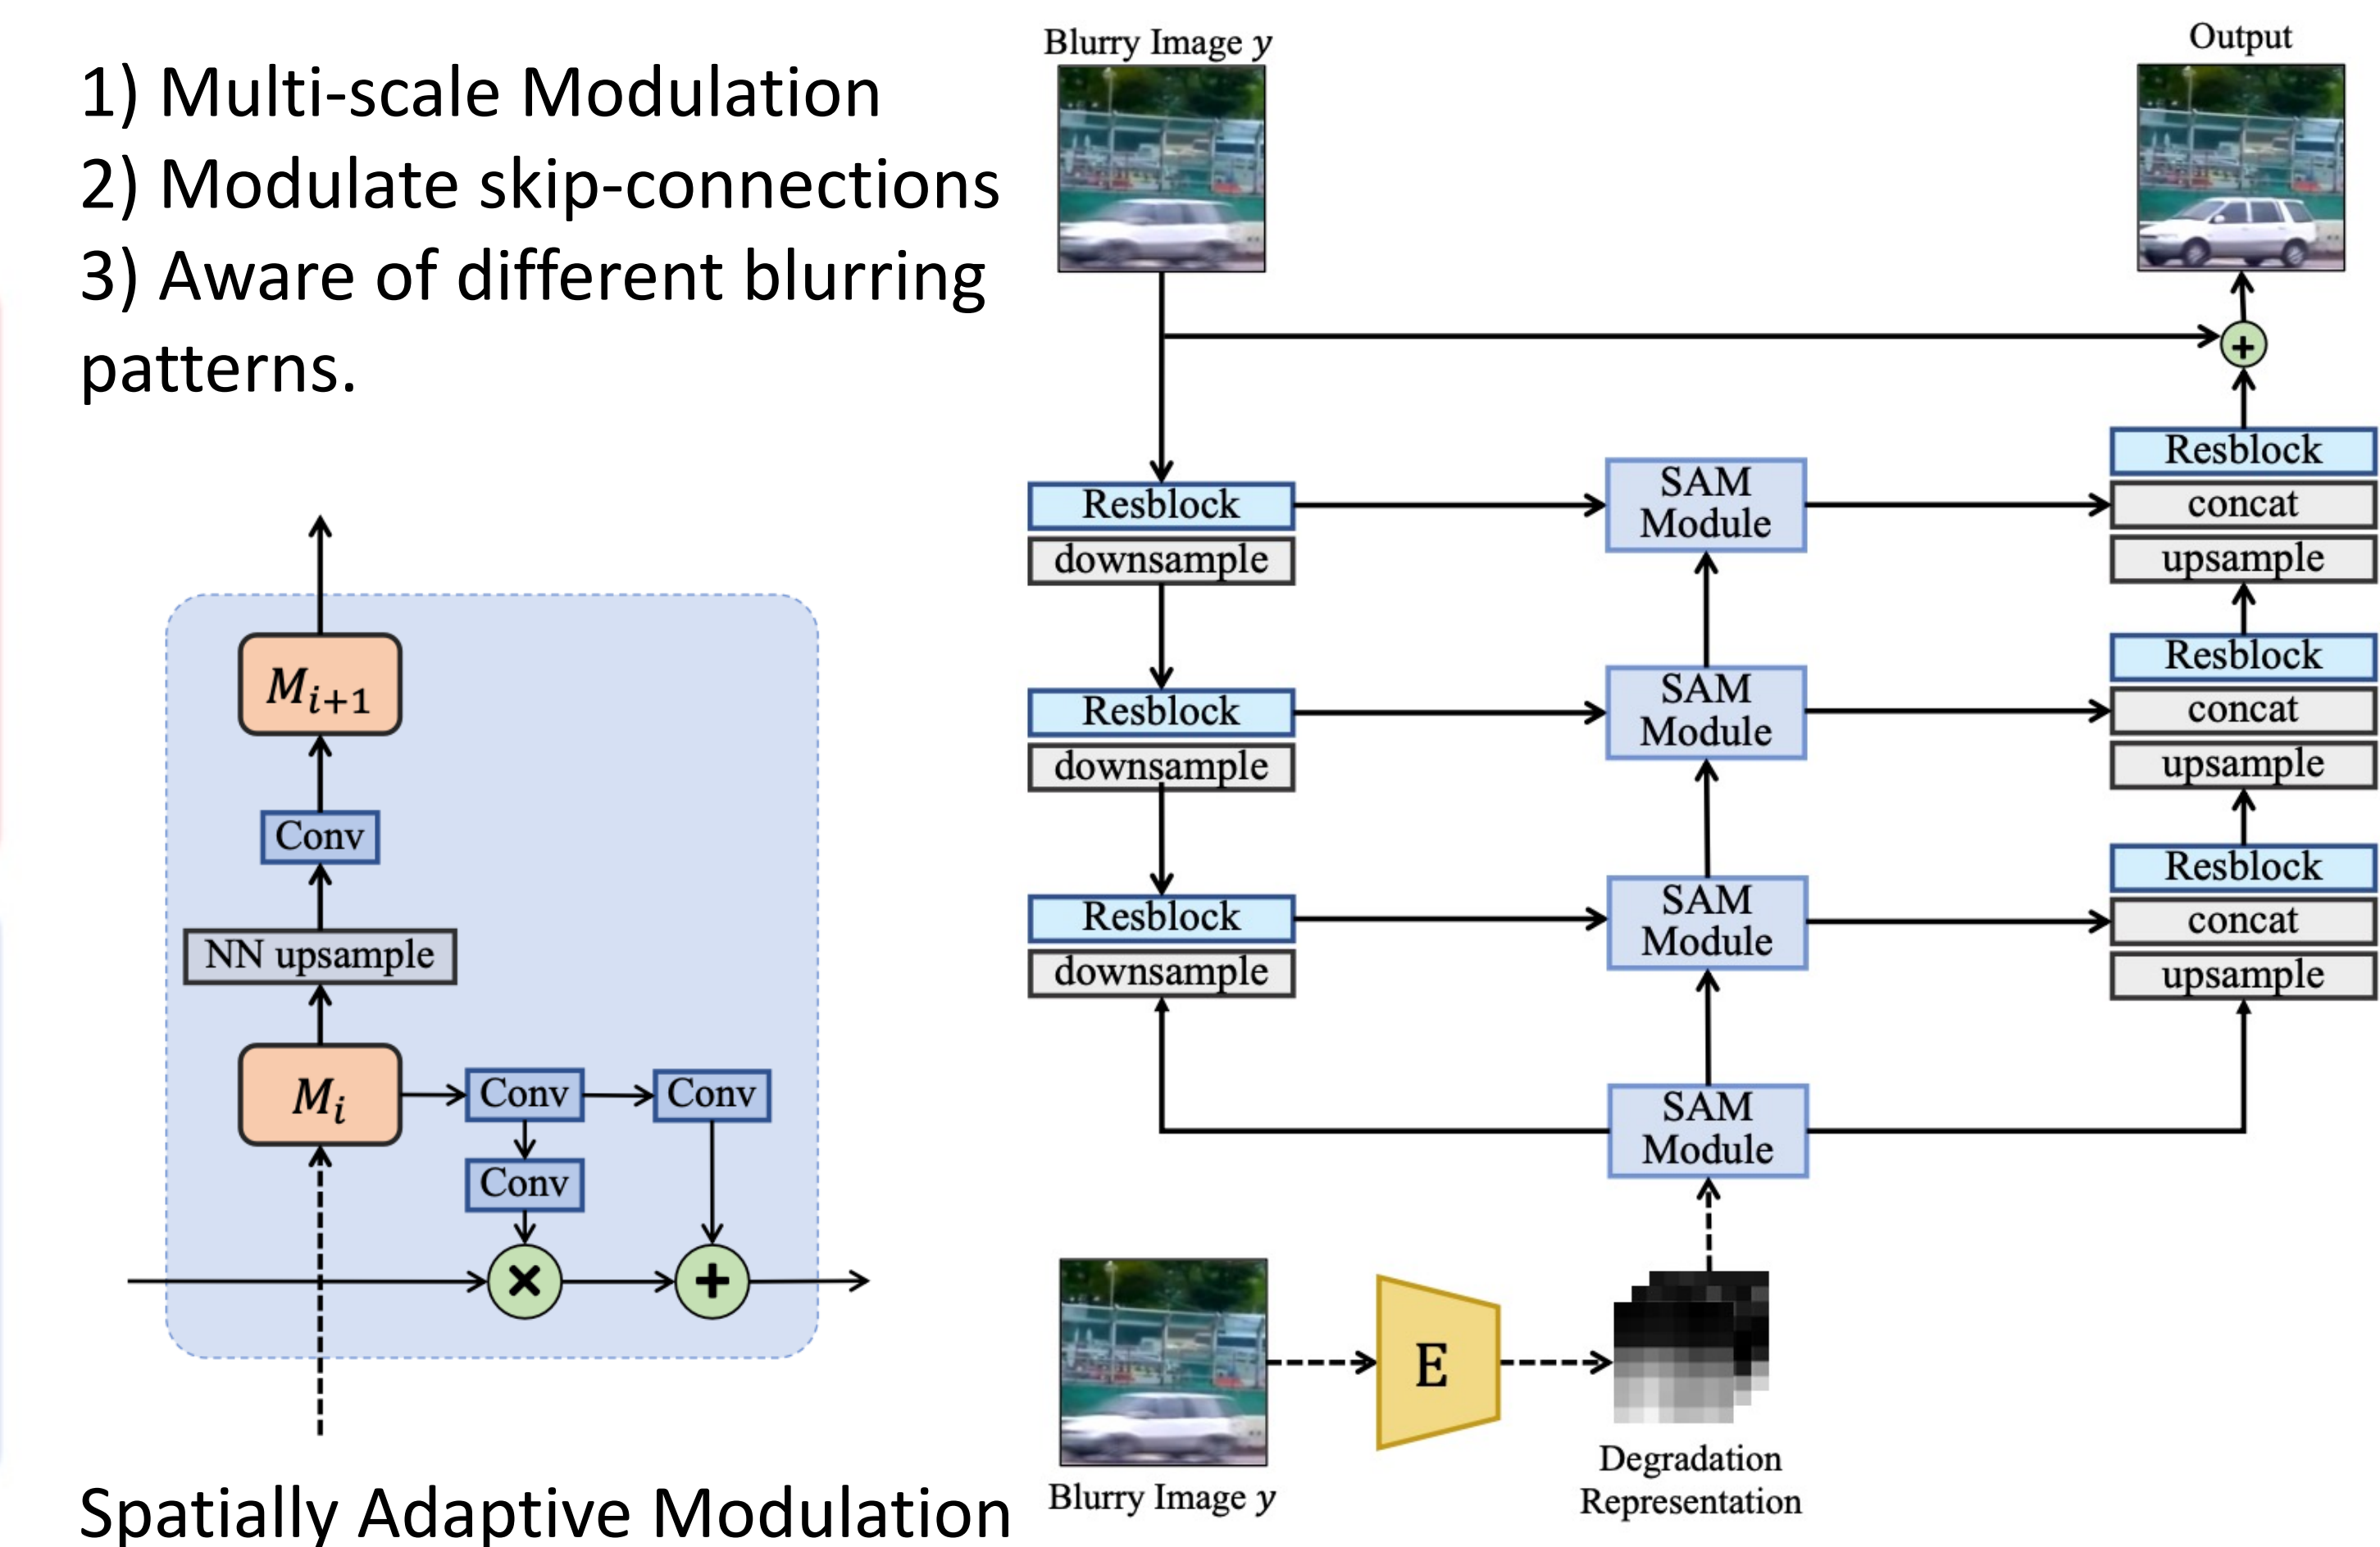 1) Multi-scale Modulation
2) Modulate skip-connections
3) Aware of different blurring
patterns.
M_{i+1}
Conv
NN upsample
M_i
Conv
Conv
Conv
Spatially Adaptive Modulation
Blurry Image y
Output
Resblock
downsample
SAM
Module
Resblock
concat
upsample
Resblock
downsample
SAM
Module
Resblock
concat
upsample
Resblock
downsample
SAM
Module
Resblock
concat
upsample
SAM
Module
E
Blurry Image y
Degradation
Representation